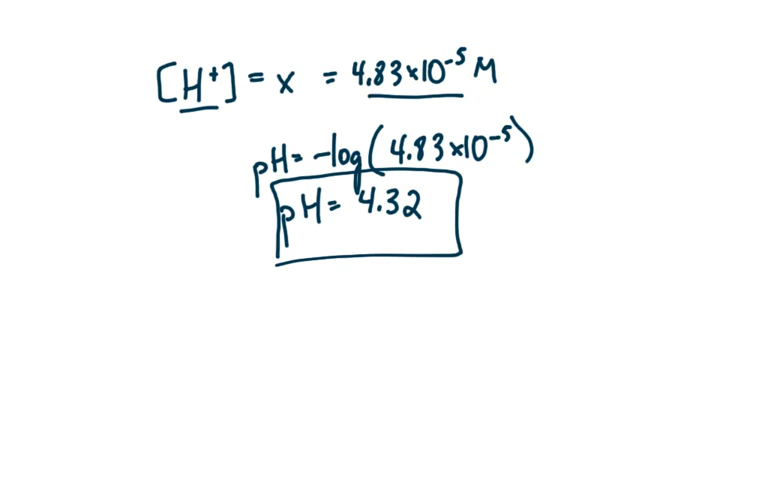 [H⁺] = x = 4.83×10⁻⁵ M
pH = -log(4.83×10⁻⁵)
pH = 4.32